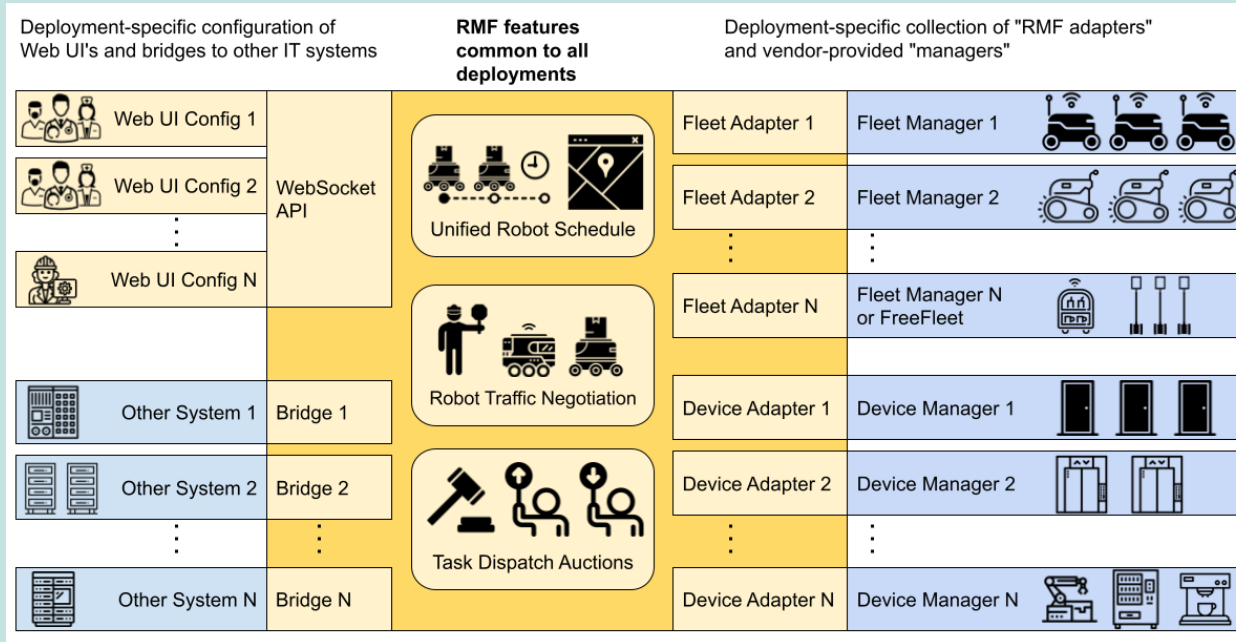 Deployment-specific configuration of
Web UI's and bridges to other IT systems
RMF features
common to all
deployments
Deployment-specific collection of "RMF adapters"
and vendor-provided "managers"
Web UI Config 1
Web UI Config 2
Web UI Config N
WebSocket
API
Other System 1
Bridge 1
Other System 2
Bridge 2
Other System N
Bridge N
Unified Robot Schedule
Robot Traffic Negotiation
Task Dispatch Auctions
Fleet Adapter 1
Fleet Manager 1
Fleet Adapter 2
Fleet Manager 2
Fleet Adapter N
Fleet Manager N
or FreeFleet
Device Adapter 1
Device Manager 1
Device Adapter 2
Device Manager 2
Device Adapter N
Device Manager N